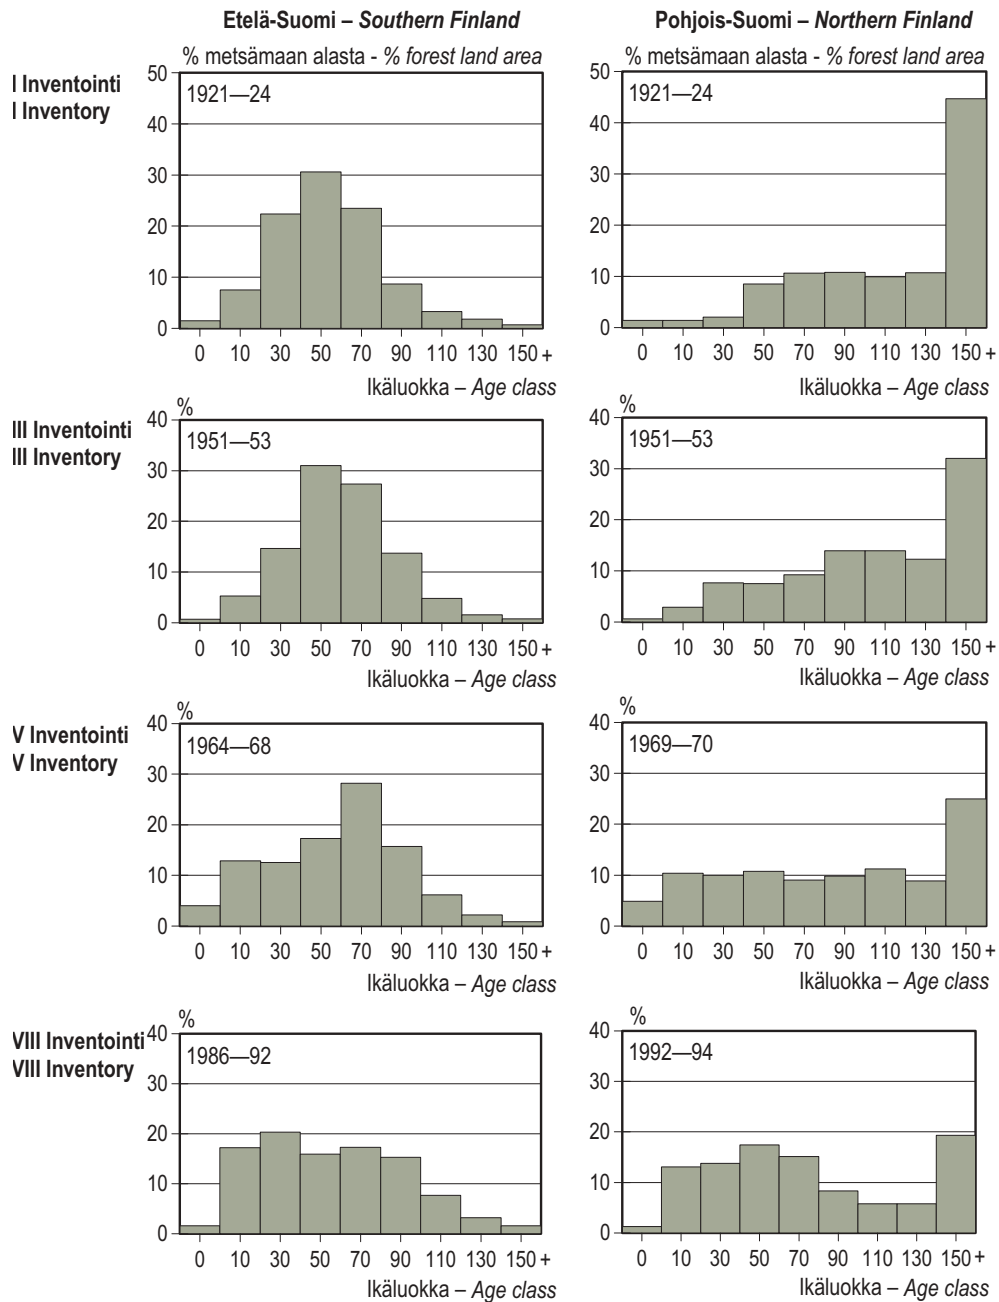 Etelä-Suomi – Southern Finland
Pohjois-Suomi – Northern Finland
% metsämaan alasta - % forest land area
% metsämaan alasta - % forest land area
I Inventointi
I Inventory
50
40
30
20
10
0
1921—24
0 10 30 50 70 90 110 130 150 +
Ikäluokka – Age class
50
40
30
20
10
0
1921—24
0 10 30 50 70 90 110 130 150 +
Ikäluokka – Age class
III Inventointi
III Inventory
%
40
30
20
10
0
1951—53
0 10 30 50 70 90 110 130 150 +
Ikäluokka – Age class
%
40
30
20
10
0
1951—53
0 10 30 50 70 90 110 130 150 +
Ikäluokka – Age class
V Inventointi
V Inventory
%
40
30
20
10
0
1964—68
0 10 30 50 70 90 110 130 150 +
Ikäluokka – Age class
%
40
30
20
10
0
1969—70
0 10 30 50 70 90 110 130 150 +
Ikäluokka – Age class
VIII Inventointi
VIII Inventory
%
40
30
20
10
0
1986—92
0 10 30 50 70 90 110 130 150 +
Ikäluokka – Age class
%
40
30
20
10
0
1992—94
0 10 30 50 70 90 110 130 150 +
Ikäluokka – Age class